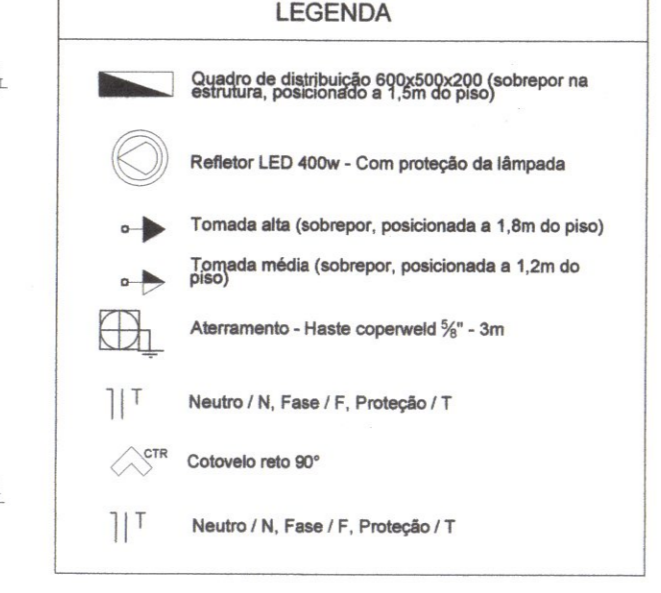 LEGENDA
Quadro de distribuição 600x500x200 (sobrepor na
estrutura, posicionado a 1,5m do piso)
Refletor LED 400w - Com proteção da lâmpada
Tomada alta (sobrepor, posicionada a 1,8m do piso)
Tomada média (sobrepor, posicionada a 1,2m do
piso)
Aterramento - Haste coperweld ⅝" - 3m
T Neutro / N, Fase / F, Proteção / T
CTR Cotovelo reto 90°
T Neutro / N, Fase / F, Proteção / T